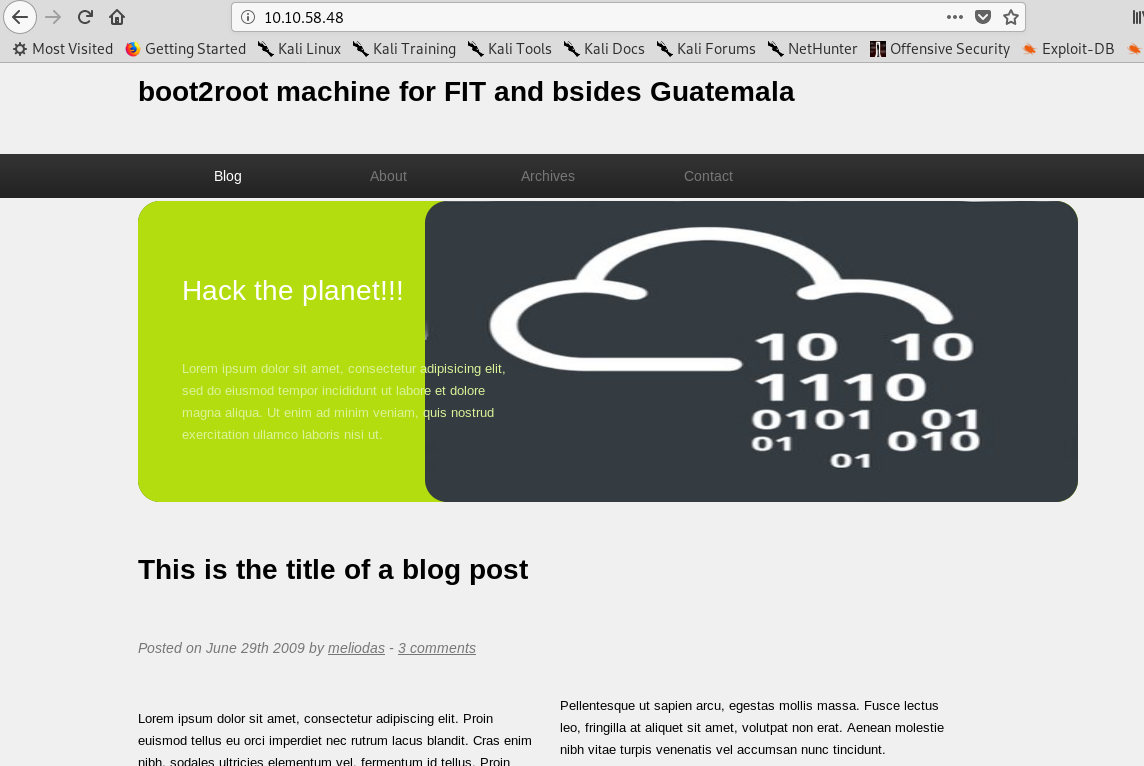 10.10.58.48
Most Visited Getting Started Kali Linux Kali Training Kali Tools Kali Docs Kali Forums NetHunter Offensive Security Exploit-DB
boot2root machine for FIT and bsides Guatemala
Blog About Archives Contact
Hack the planet!!!
Lorem ipsum dolor sit amet, consectetur adipisicing elit,
sed do eiusmod tempor incididunt ut labore et dolore
magna aliqua. Ut enim ad minim veniam, quis nostrud
exercitation ullamco laboris nisi ut.
10 10
1110
0101 01
01 010
01
This is the title of a blog post
Posted on June 29th 2009 by meliodas - 3 comments
Lorem ipsum dolor sit amet, consectetur adipiscing elit. Proin
euismod tellus eu orci imperdiet nec rutrum lacus blandit. Cras enim
nibh, sodales ultricies elementum vel, fermentum id tellus. Proin
Pellentesque ut sapien arcu, egestas mollis massa. Fusce lectus
leo, fringilla at aliquet sit amet, volutpat non erat. Aenean molestie
nibh vitae turpis venenatis vel accumsan nunc tincidunt.